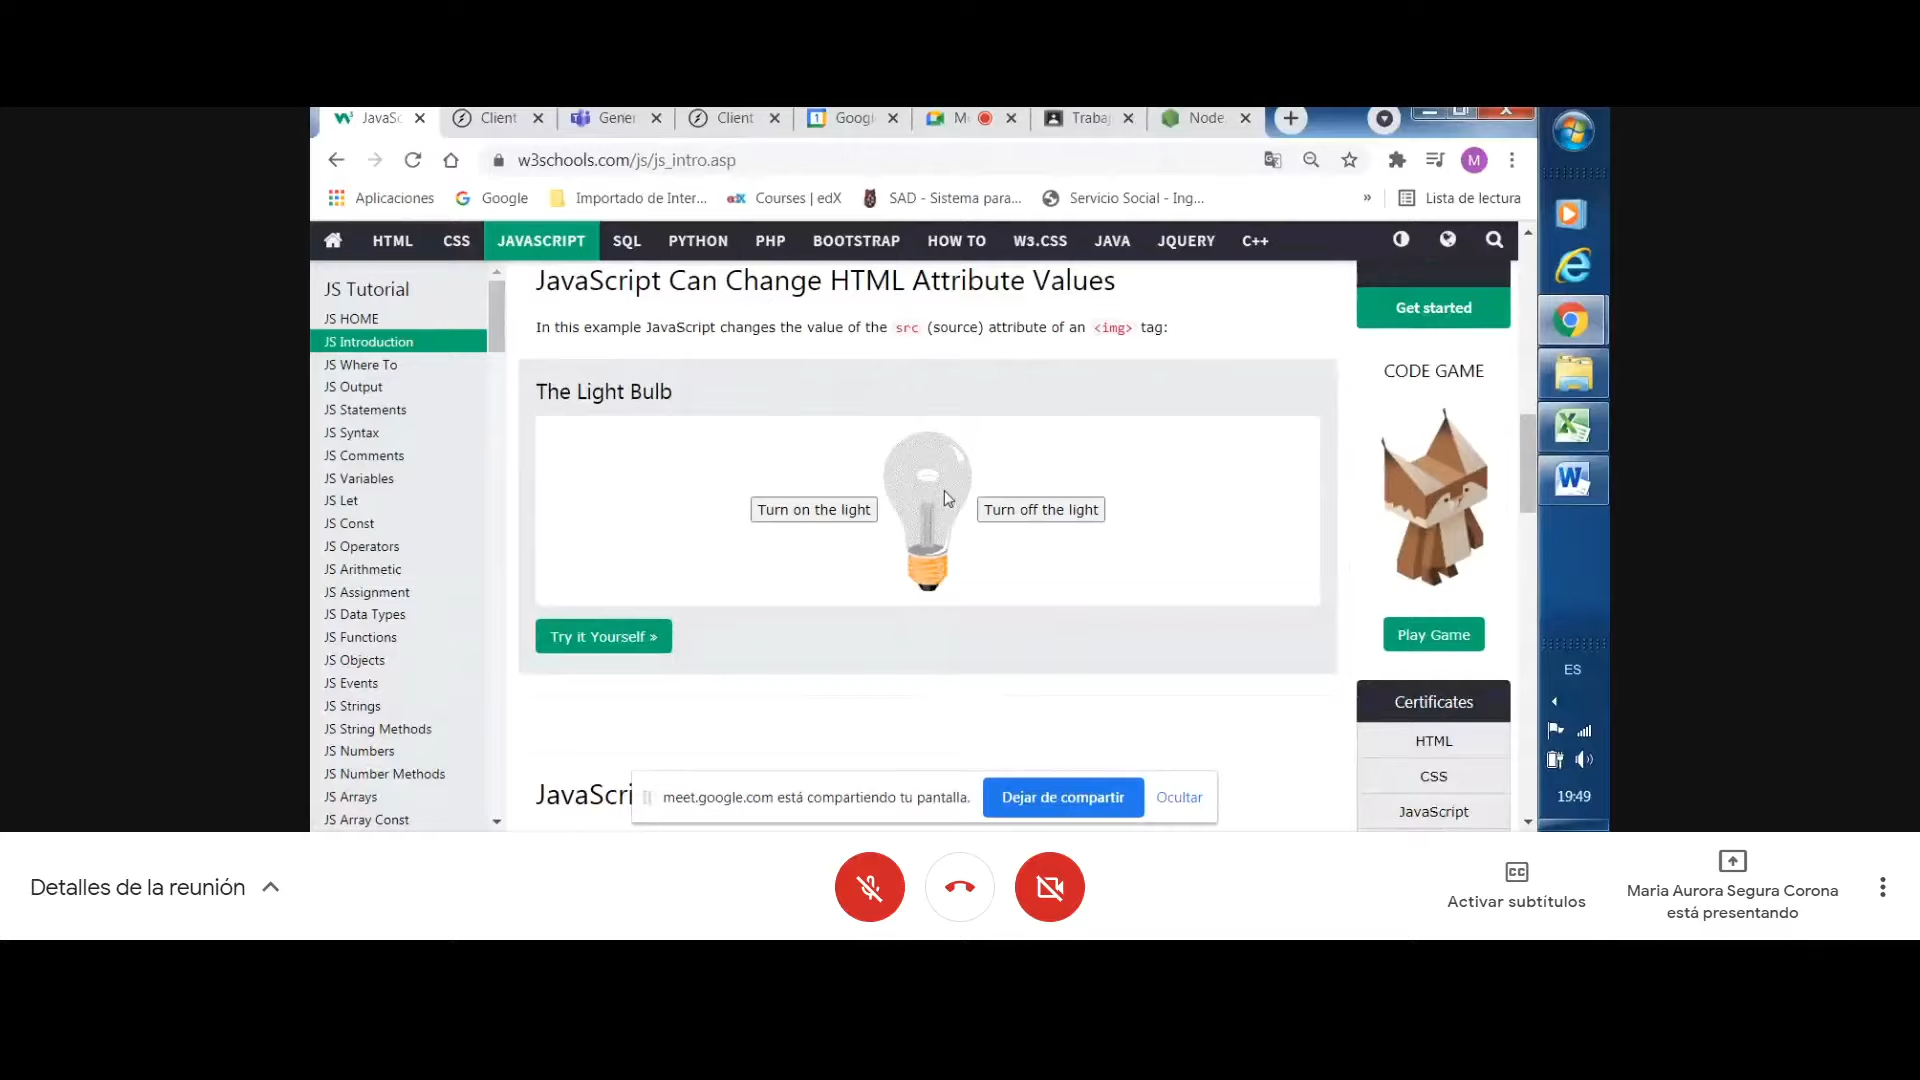 JavaSc
Client
Gener
Client
Googl
M
Trabaj
Node.
w3schools.com/js/js_intro.asp
M
Aplicaciones
Google
Importado de Inter...
edX
Courses | edX
SAD - Sistema para...
Servicio Social - Ing...
»
Lista de lectura
HTML
CSS
JAVASCRIPT
SQL
PYTHON
PHP
BOOTSTRAP
HOW TO
W3.CSS
JAVA
JQUERY
C++
JS Tutorial
JS HOME
JS Introduction
JS Where To
JS Output
JS Statements
JS Syntax
JS Comments
JS Variables
JS Let
JS Const
JS Operators
JS Arithmetic
JS Assignment
JS Data Types
JS Functions
JS Objects
JS Events
JS Strings
JS String Methods
JS Numbers
JS Number Methods
JS Arrays
JS Array Const
JavaScript Can Change HTML Attribute Values
In this example JavaScript changes the value of the src (source) attribute of an <img> tag:
The Light Bulb
Turn on the light
Turn off the light
Try it Yourself »
JavaScri
meet.google.com está compartiendo tu pantalla.
Dejar de compartir
Ocultar
Get started
CODE GAME
Play Game
Certificates
HTML
CSS
JavaScript
ES
19:49
Detalles de la reunión
Activar subtítulos
Maria Aurora Segura Corona
está presentando